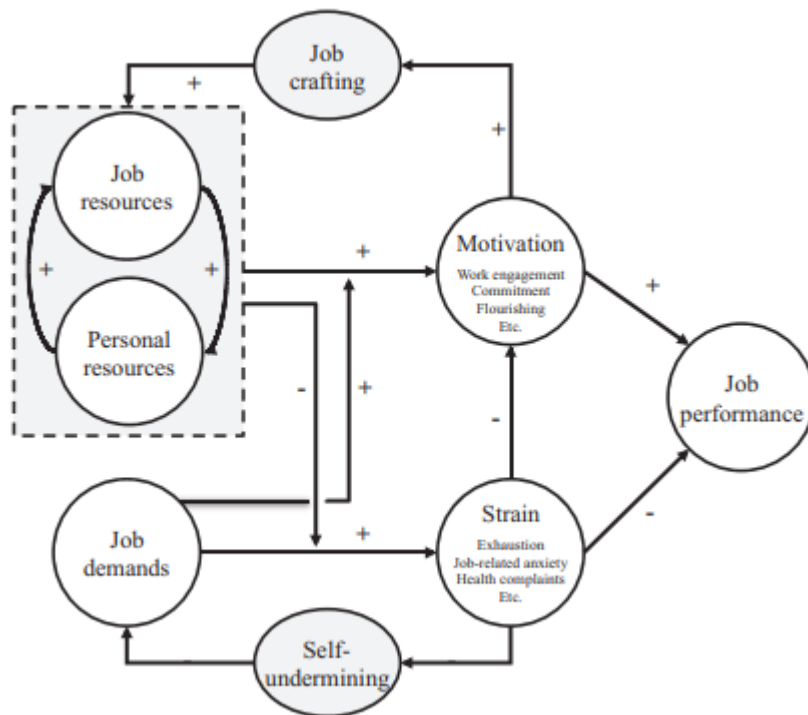 Job
crafting
+
+
Job
resources
+
+
Personal
resources
+
Motivation
Work engagement
Commitment
Flourishing
Etc.
+
-
+
-
Job
performance
Job
demands
+
Strain
Exhaustion
Job-related anxiety
Health complaints
Etc.
-
Self-
undermining